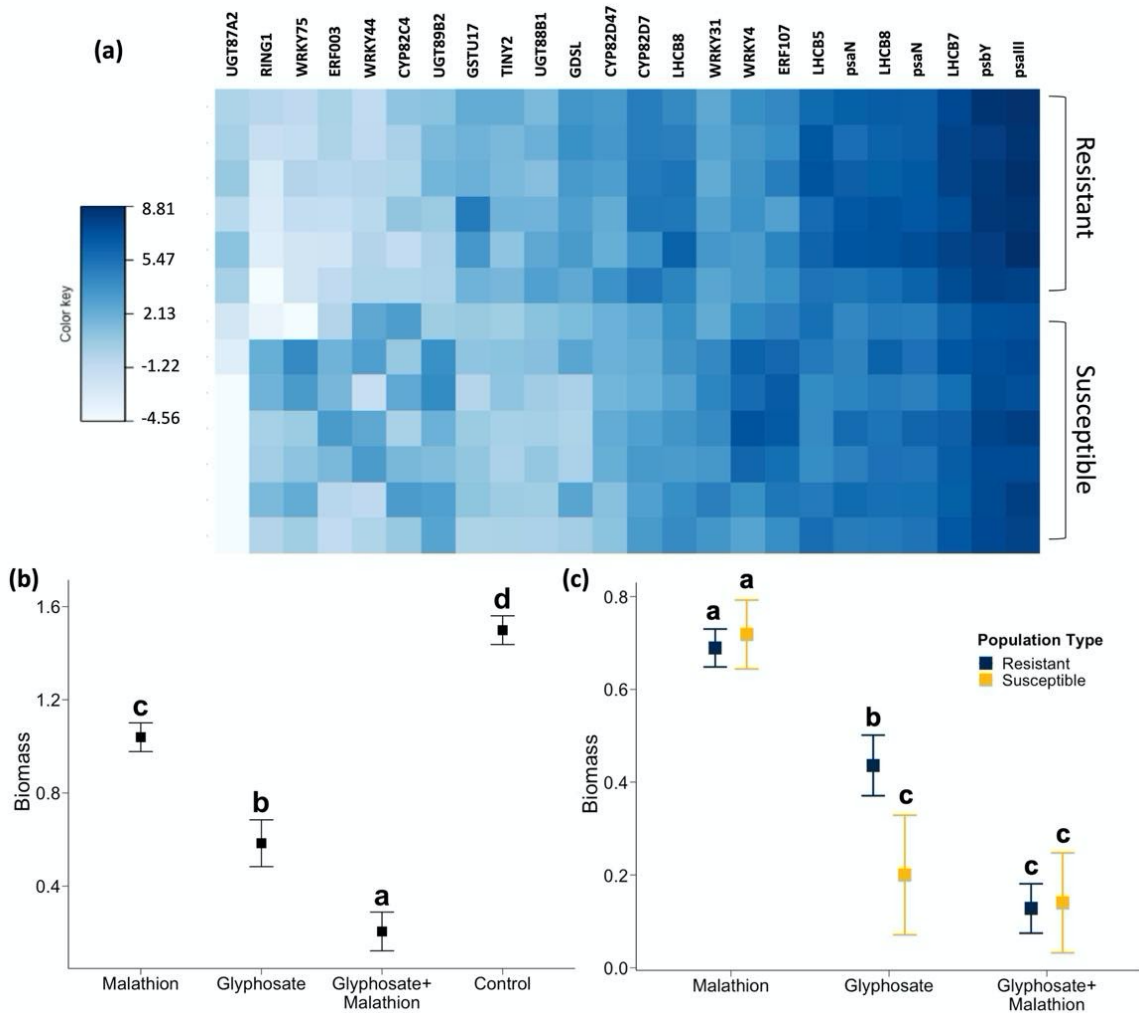 (a)
UGT87A2
RING1
WRKY75
ERF003
WRKY44
CYP82C4
UGT89B2
GSTU17
TINY2
UGT88B1
GDSL
CYP82D47
CYP82D7
LHCB8
WRKY31
WRKY4
ERF107
LHCB5
psaN
LHCB8
psaN
LHCB7
psbY
psaIII
Resistant
Susceptible
Color key
8.81
5.47
2.13
-1.22
-4.56
(b)
Biomass
1.6
1.2
0.8
0.4
c
b
a
d
Malathion
Glyphosate
Glyphosate+
Malathion
Control
(c)
Biomass
0.8
0.6
0.4
0.2
0.0
a
a
b
c
c
c
Population Type
Resistant
Susceptible
Malathion
Glyphosate
Glyphosate+
Malathion